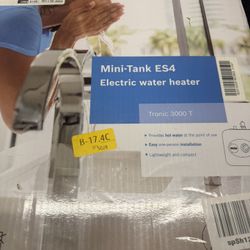 Mini-Tank ES4
Electric water heater
Tronic 3000 T
B-17.4C
• Provides hot water at the point of use
• Easy one-person installation
• Lightweight and compact